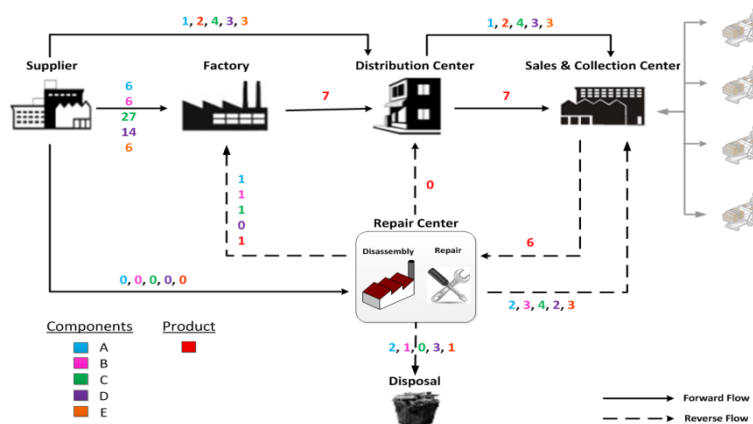 1, 2, 4, 3, 3
1, 2, 4, 3, 3
Supplier
Factory
Distribution Center
Sales & Collection Center
6
6
27
14
6
7
7
1
1
1
0
1
0
Repair Center
6
Disassembly
Repair
0, 0, 0, 0, 0
2, 3, 4, 2, 3
Components
Product
A
B
C
D
E
2, 1, 0, 3, 1
Disposal
Forward Flow
Reverse Flow